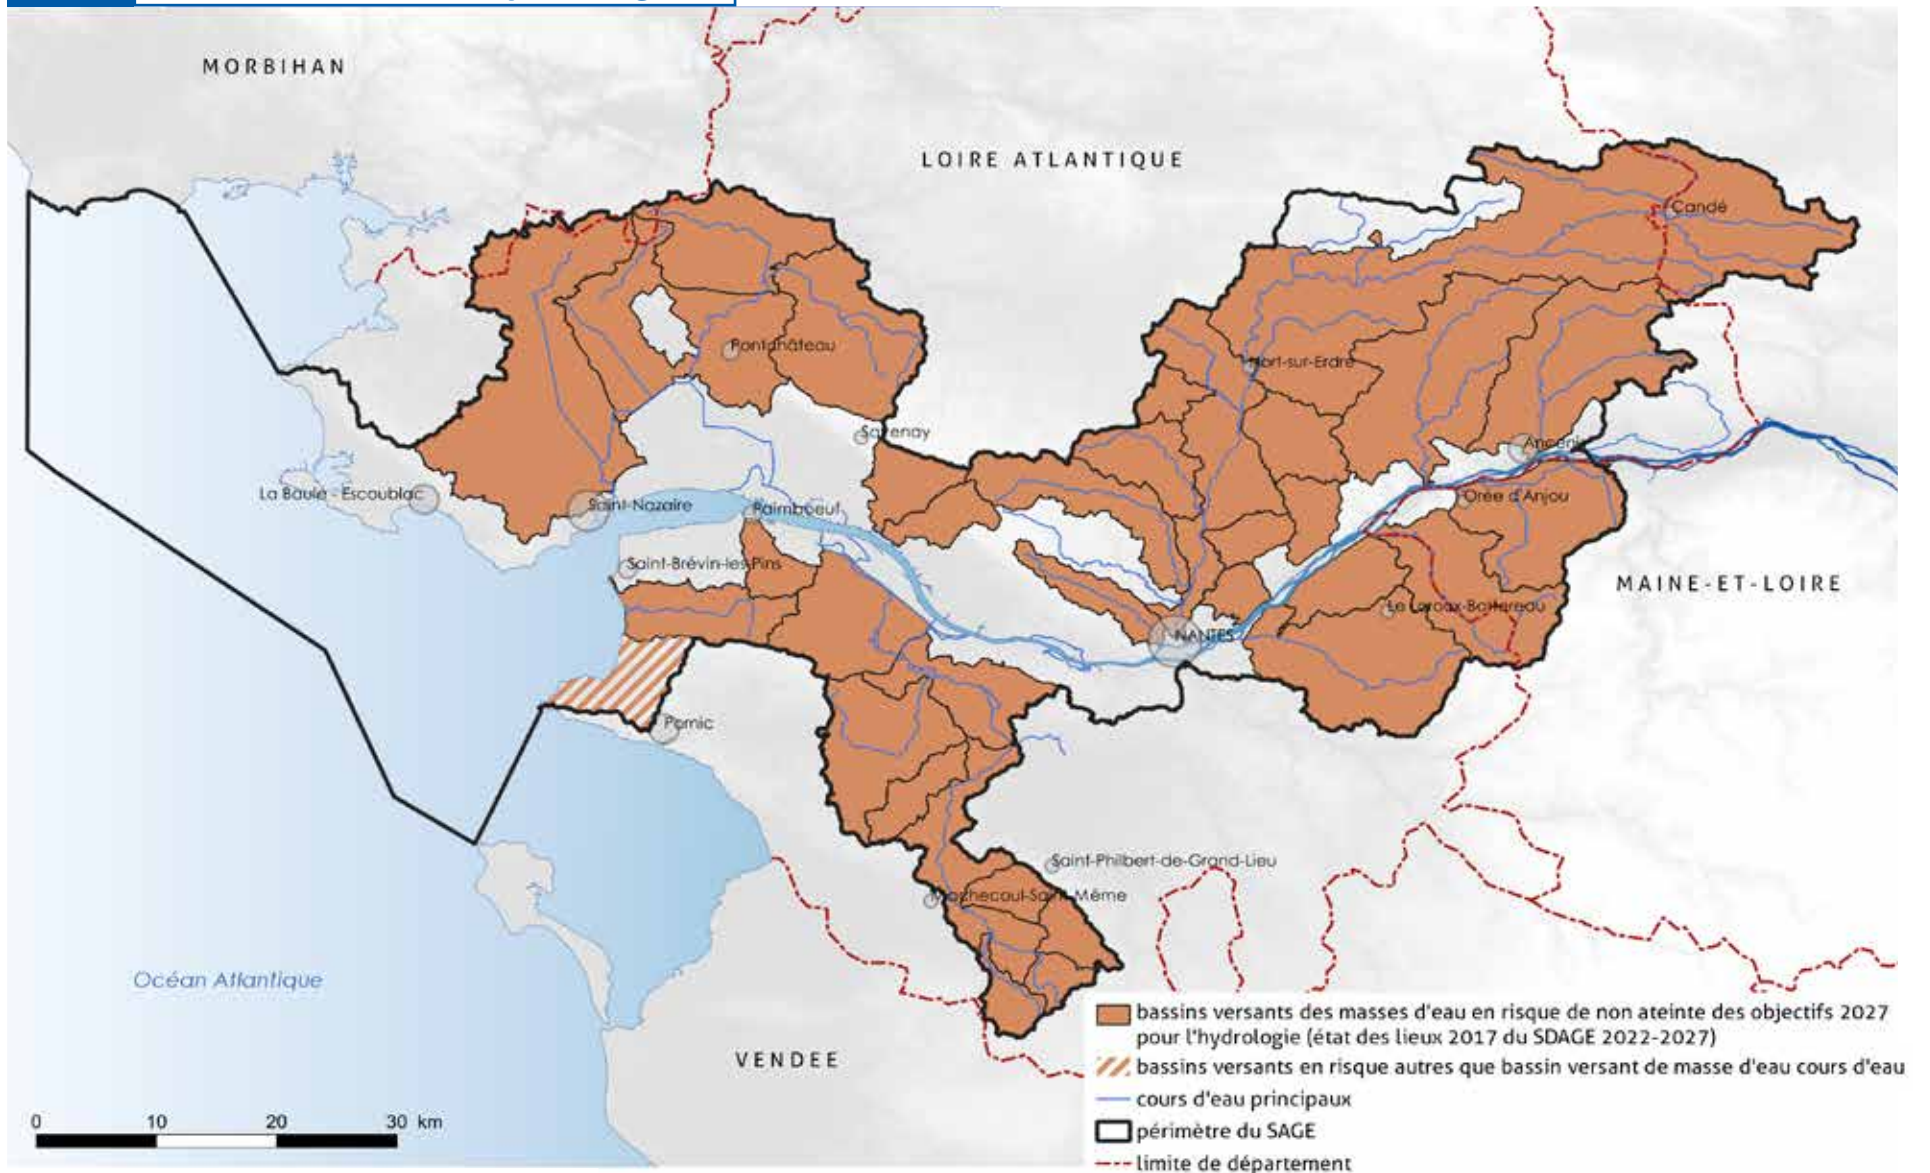 MORBIHAN
LOIRE ATLANTIQUE
Candé
Pontchâteau
Nort-sur-Erdre
Savenay
Ancenis
La Baule - Escoublac
Saint-Nazaire
Paimboeuf
Orée d'Anjou
Saint-Brévin-les-Pins
MAINE-ET-LOIRE
Le Loroux-Bottereau
NANTES
Pornic
Saint-Philbert-de-Grand-Lieu
Machecoul-Saint-Même
Océan Atlantique
VENDEE
bassins versants des masses d'eau en risque de non ateinte des objectifs 2027
pour l'hydrologie (état des lieux 2017 du SDAGE 2022-2027)
bassins versants en risque autres que bassin versant de masse d'eau cours d'eau
cours d'eau principaux
périmètre du SAGE
limite de département
0 10 20 30 km